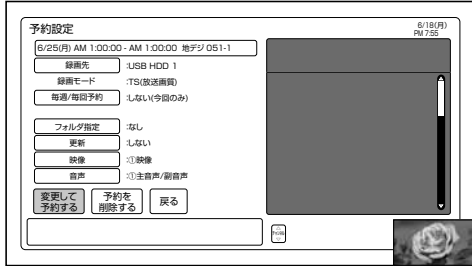 予約設定
6/18(月)
PM 7:55
6/25(月) AM 1:00:00 - AM 1:00:00 地デジ 051-1
録画先 :USB HDD 1
録画モード :TS(放送画質)
毎週/毎回予約 :しない(今回のみ)
フォルダ指定 :なし
更新 :しない
映像 :①映像
音声 :①主音声/副音声
変更して
予約する
予約を
削除する
戻る